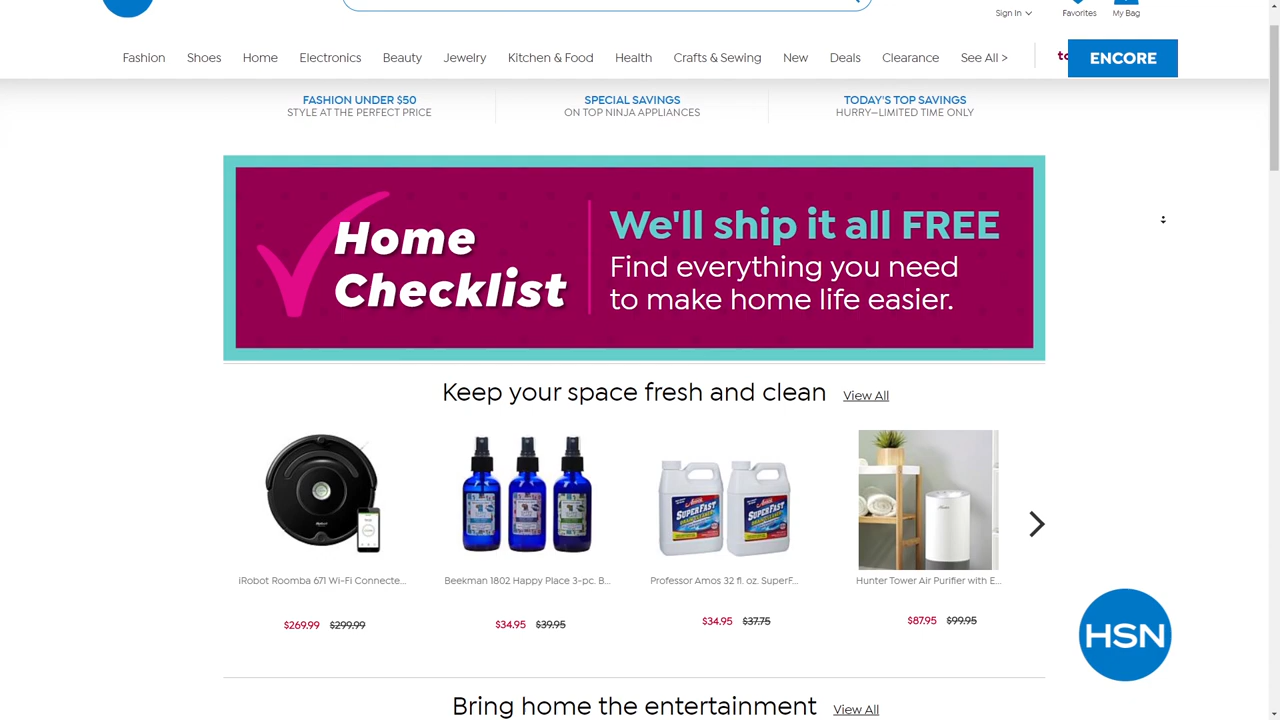 Sign In
Favorites
My Bag
Fashion
Shoes
Home
Electronics
Beauty
Jewelry
Kitchen & Food
Health
Crafts & Sewing
New
Deals
Clearance
See All >
ENCORE
FASHION UNDER $50
STYLE AT THE PERFECT PRICE
SPECIAL SAVINGS
ON TOP NINJA APPLIANCES
TODAY'S TOP SAVINGS
HURRY—LIMITED TIME ONLY
Home
Checklist
We'll ship it all FREE
Find everything you need
to make home life easier.
Keep your space fresh and clean
View All
SUPERFAST
iRobot Roomba 671 Wi-Fi Connecte...
Beekman 1802 Happy Place 3-pc. B...
Professor Amos 32 fl. oz. SuperF...
Hunter Tower Air Purifier with E...
$269.99 $299.99
$34.95 $39.95
$34.95 $37.75
$87.95 $99.95
HSN
Bring home the entertainment
View All